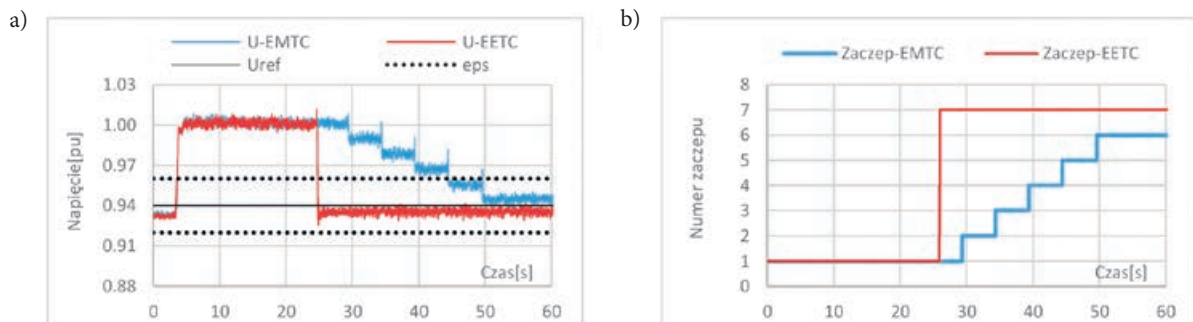 a)
U-EMTC
U-EETC
Uref
eps
Napięcie[pu]
1.03
1.00
0.97
0.94
0.91
0.88
Czas[s]
0 10 20 30 40 50 60
b)
Zaczep-EMTC
Zaczep-EETC
Numer zaczepu
8
7
6
5
4
3
2
1
0
Czas[s]
0 10 20 30 40 50 60